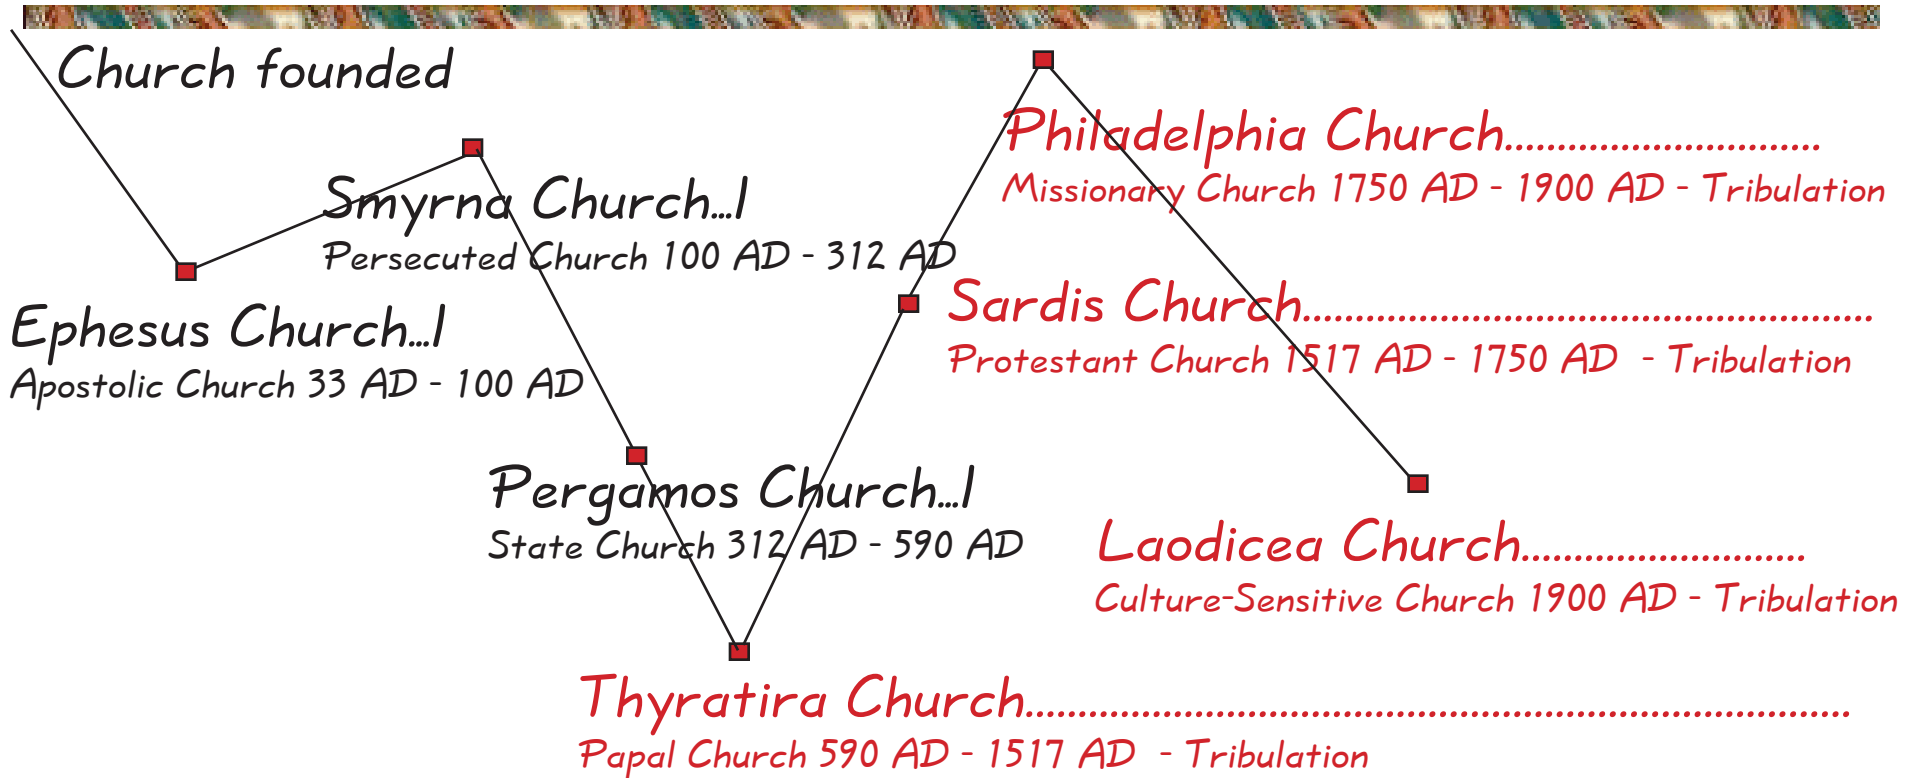 Church founded
Smyrna Church...|
Persecuted Church 100 AD - 312 AD
Ephesus Church...|
Apostolic Church 33 AD - 100 AD
Pergamos Church...|
State Church 312 AD - 590 AD
Thyratira Church...............................................................................
Papal Church 590 AD - 1517 AD - Tribulation
Philadelphia Church..............................
Missionary Church 1750 AD - 1900 AD - Tribulation
Sardis Church.......................................................
Protestant Church 1517 AD - 1750 AD - Tribulation
Laodicea Church...........................
Culture-Sensitive Church 1900 AD - Tribulation